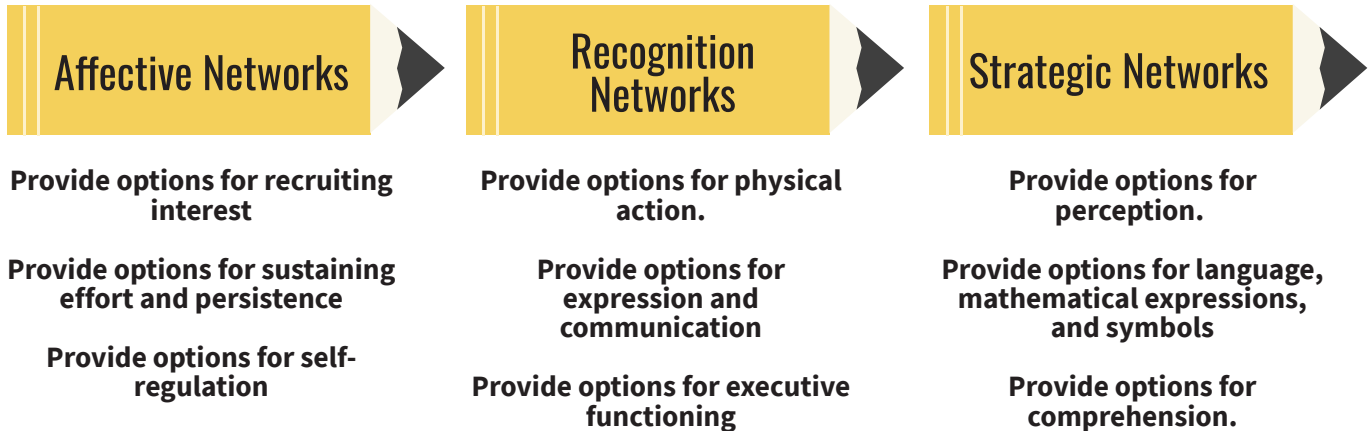 Affective Networks
Provide options for recruiting
interest
Provide options for sustaining
effort and persistence
Provide options for self-
regulation
Recognition
Networks
Provide options for physical
action.
Provide options for
expression and
communication
Provide options for executive
functioning
Strategic Networks
Provide options for
perception.
Provide options for language,
mathematical expressions,
and symbols
Provide options for
comprehension.